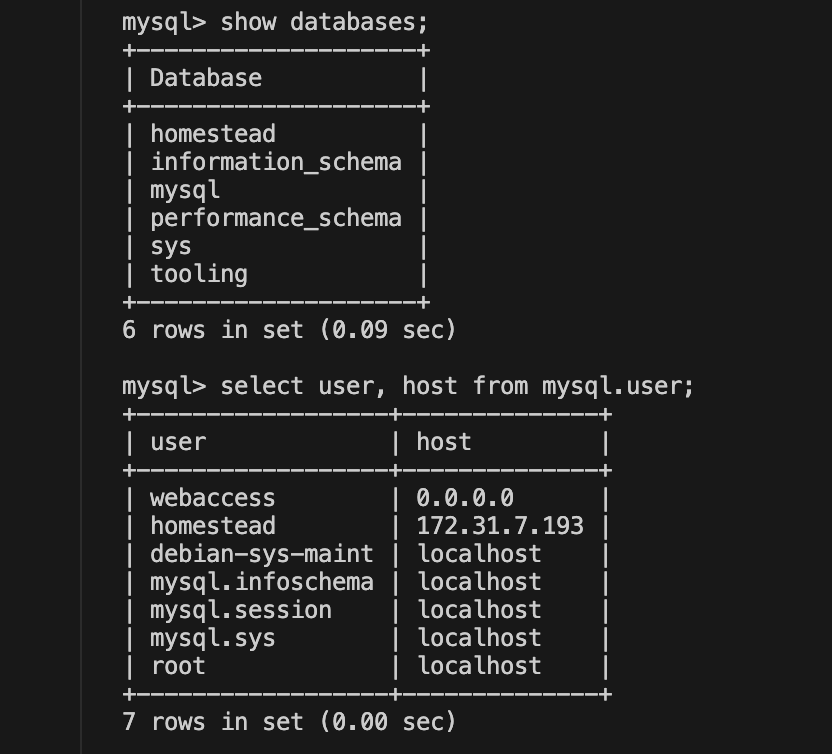 mysql> show databases;
+--------------------+
| Database           |
+--------------------+
| homestead          |
| information_schema |
| mysql              |
| performance_schema |
| sys                |
| tooling            |
+--------------------+
6 rows in set (0.09 sec)

mysql> select user, host from mysql.user;
+------------------+--------------+
| user             | host         |
+------------------+--------------+
| webaccess        | 0.0.0.0      |
| homestead        | 172.31.7.193 |
| debian-sys-maint | localhost    |
| mysql.infoschema | localhost    |
| mysql.session    | localhost    |
| mysql.sys        | localhost    |
| root             | localhost    |
+------------------+--------------+
7 rows in set (0.00 sec)